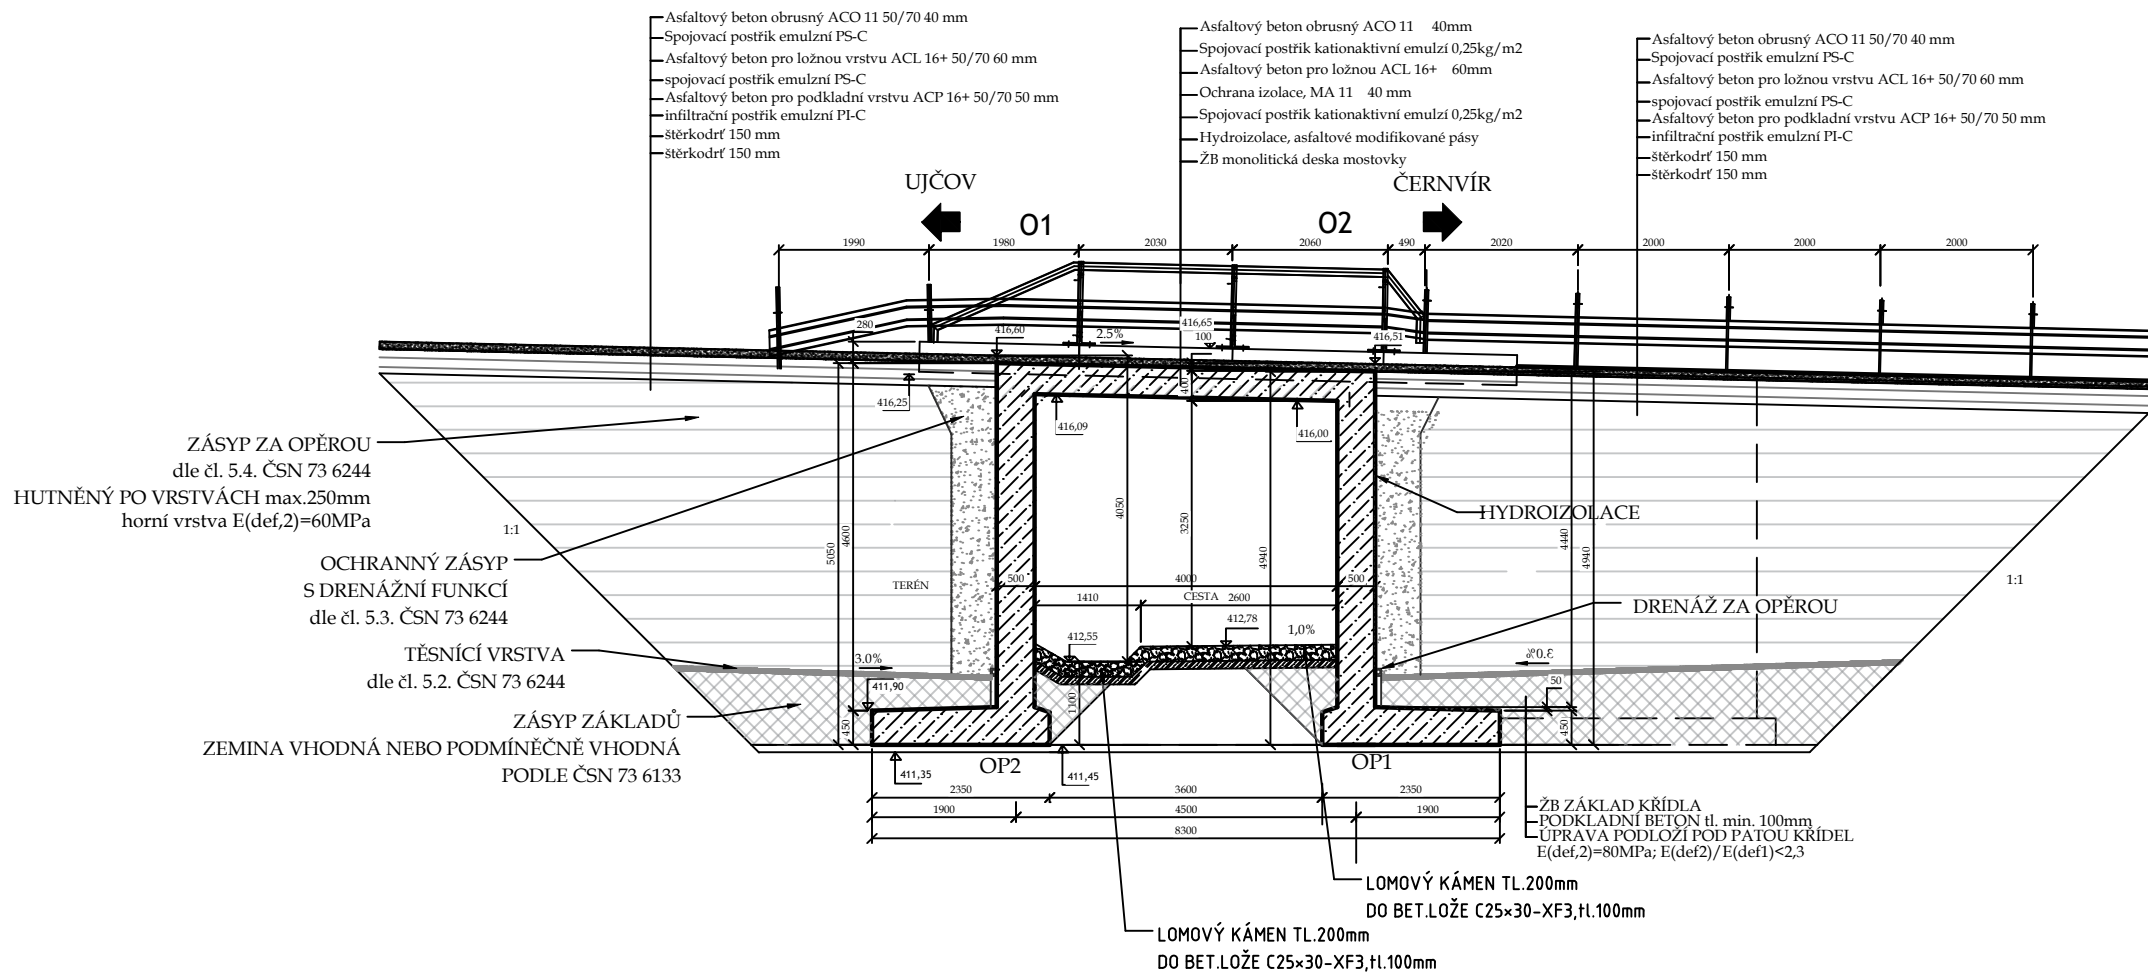 Asfaltový beton obrusný ACO 11 50/70 40 mm
Spojovací postřik emulzní PS-C
Asfaltový beton pro ložnou vrstvu ACL 16+ 50/70 60 mm
spojovací postřik emulzní PS-C
Asfaltový beton pro podkladní vrstvu ACP 16+ 50/70 50 mm
infiltrační postřik emulzní PI-C
štěrkodrť 150 mm
štěrkodrť 150 mm
Asfaltový beton obrusný ACO 11 40mm
Spojovací postřik kationaktivní emulzí 0,25kg/m2
Asfaltový beton pro ložnou ACL 16+ 60mm
Ochrana izolace, MA 11 40 mm
Spojovací postřik kationaktivní emulzí 0,25kg/m2
Hydroizolace, asfaltové modifikované pásy
ŽB monolitická deska mostovky
Asfaltový beton obrusný ACO 11 50/70 40 mm
Spojovací postřik emulzní PS-C
Asfaltový beton pro ložnou vrstvu ACL 16+ 50/70 60 mm
spojovací postřik emulzní PS-C
Asfaltový beton pro podkladní vrstvu ACP 16+ 50/70 50 mm
infiltrační postřik emulzní PI-C
štěrkodrť 150 mm
štěrkodrť 150 mm
UJČOV
ČERNVÍR
O1
O2
1990
1980
2030
2060
490
2020
2000
2000
2000
280
416,60
2.5%
416,65
100
416,51
416,25
400
416,09
416,00
ZÁSYP ZA OPĚROU
dle čl. 5.4. ČSN 73 6244
HUTNĚNÝ PO VRSTVÁCH max.250mm
horní vrstva E(def,2)=60MPa
1:1
OCHRANNÝ ZÁSYP
S DRENÁŽNÍ FUNKCÍ
dle čl. 5.3. ČSN 73 6244
TĚSNÍCÍ VRSTVA
dle čl. 5.2. ČSN 73 6244
ZÁSYP ZÁKLADŮ
ZEMINA VHODNÁ NEBO PODMÍNĚČNĚ VHODNÁ
PODLE ČSN 73 6133
5050
4600
450
TERÉN
3.0%
411,90
411,35
4050
3250
4940
500
4000
500
1410
CESTA
2600
412,55
412,78
1,0%
1100
HYDROIZOLACE
4440
4940
DRENÁŽ ZA OPĚROU
1:1
3.0%
50
450
OP2
411,45
OP1
2350
3600
2350
1900
4500
1900
8300
ŽB ZÁKLAD KŘÍDLA
PODKLADNÍ BETON tl. min. 100mm
ÚPRAVA PODLOŽÍ POD PATOU KŘÍDEL
E(def,2)=80MPa; E(def2)/E(def1)<2,3
LOMOVÝ KÁMEN TL.200mm
DO BET.LOŽE C25×30-XF3,tl.100mm
LOMOVÝ KÁMEN TL.200mm
DO BET.LOŽE C25×30-XF3,tl.100mm